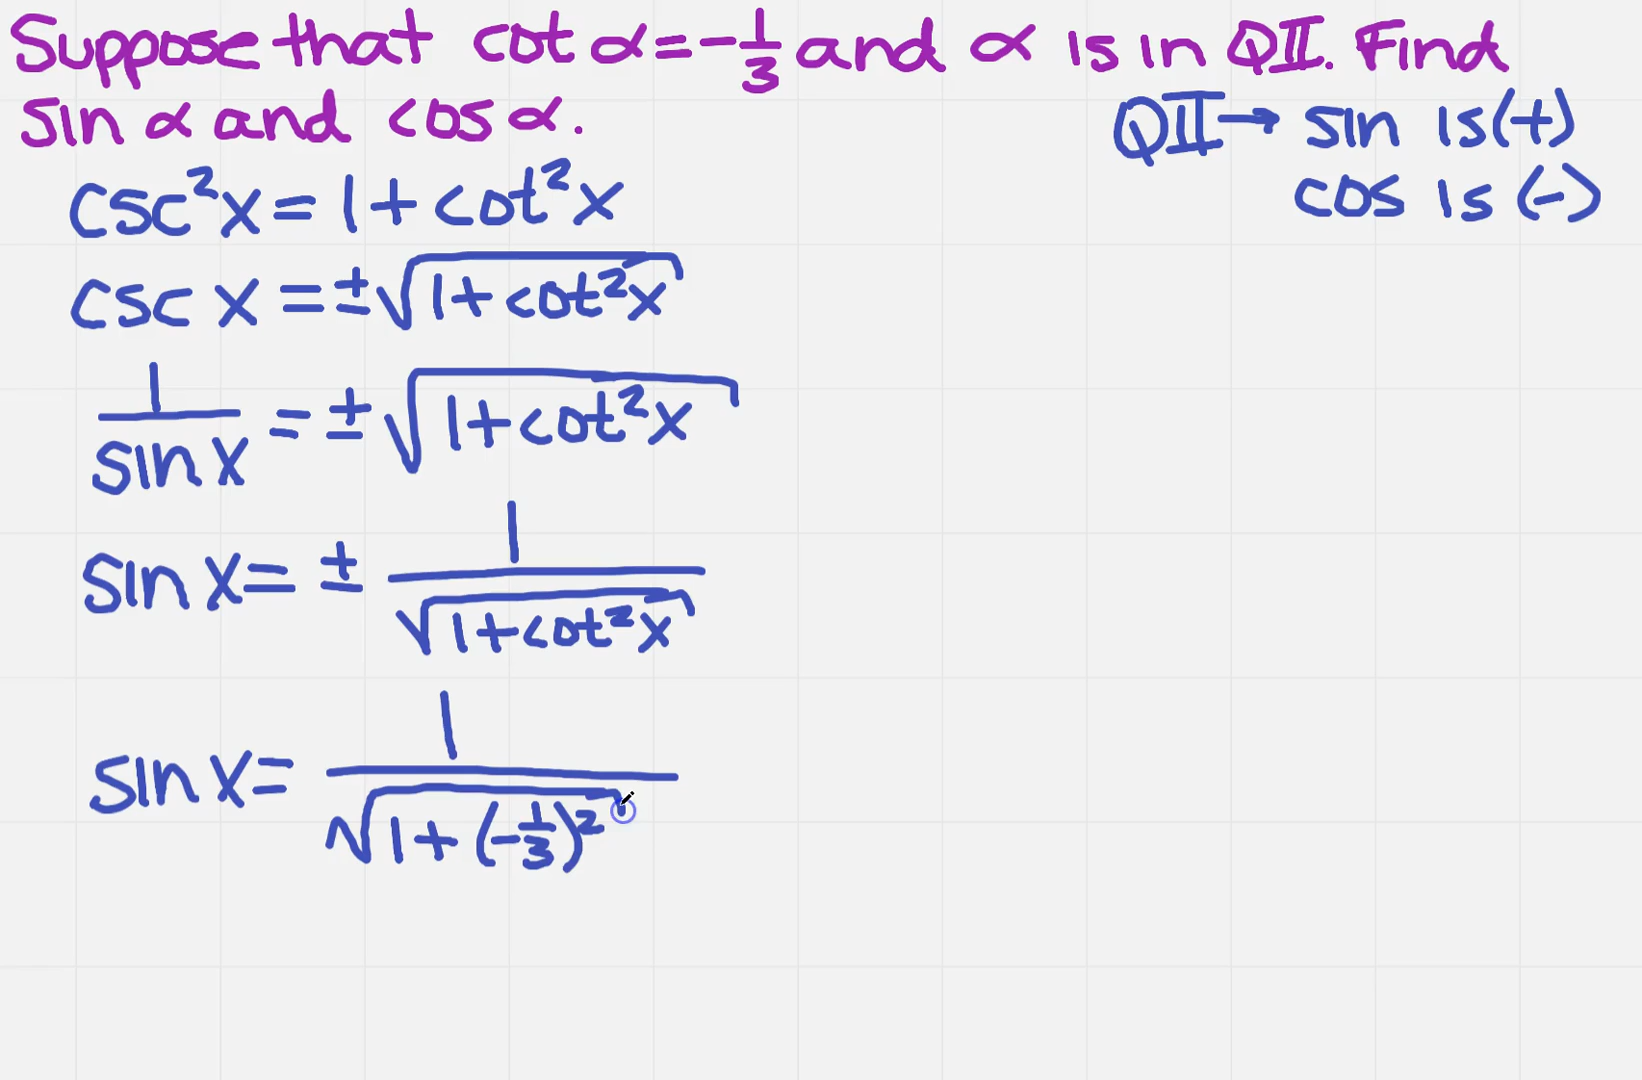 Suppose that cot α = -1/3 and α is in QII. Find
sin α and cos α.
QII → sin is (+)
cos is (-)
csc²x = 1 + cot²x
csc x = ±√(1 + cot²x)
1/sin x = ±√(1 + cot²x)
sin x = ± 1/√(1 + cot²x)
sin x = 1/√(1 + (-1/3)²)